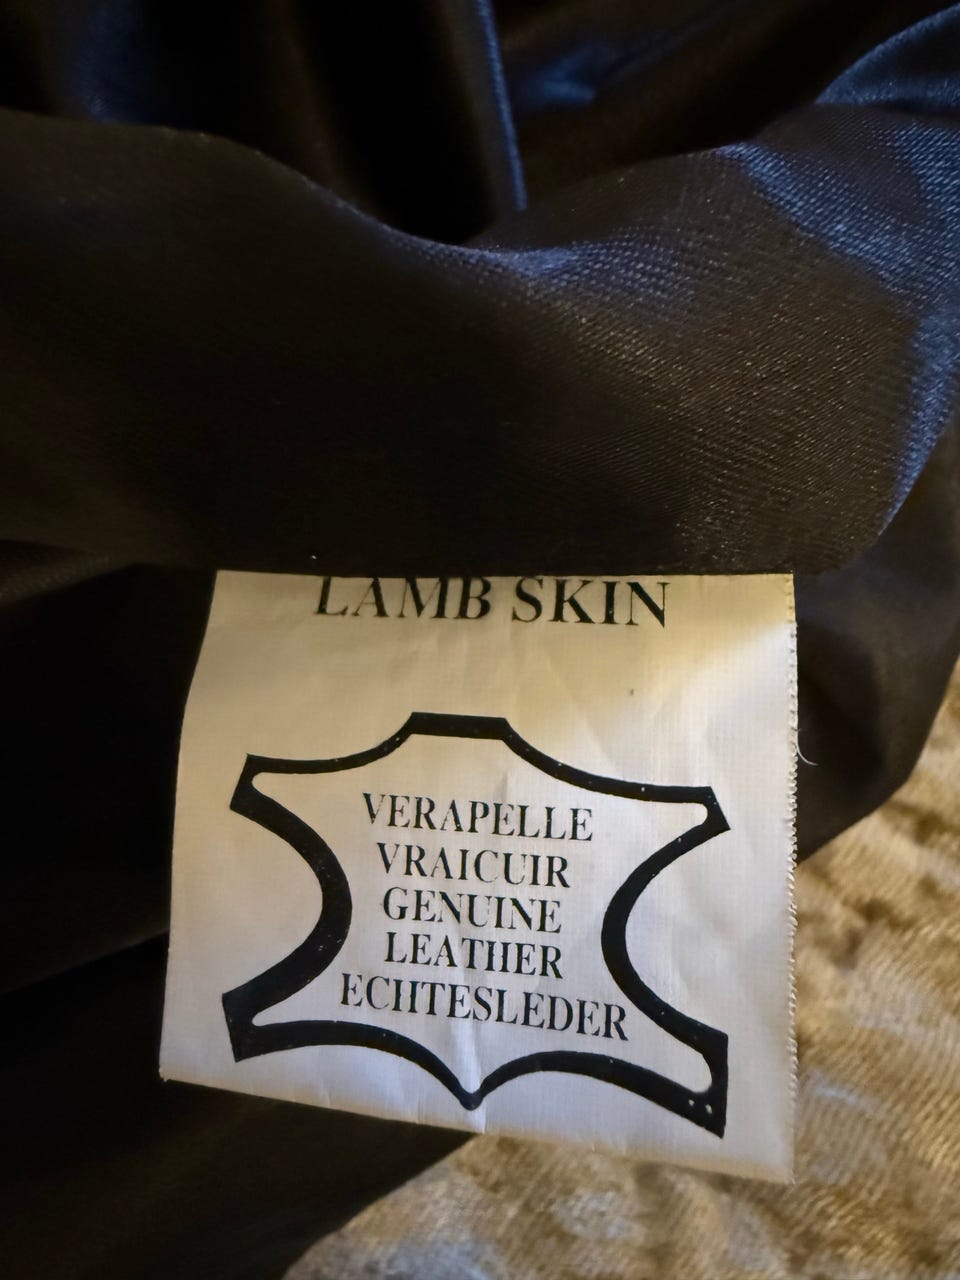 LAMB SKIN
VERAPELLE
VRAICUIR
GENUINE
LEATHER
ECHTESLEDER